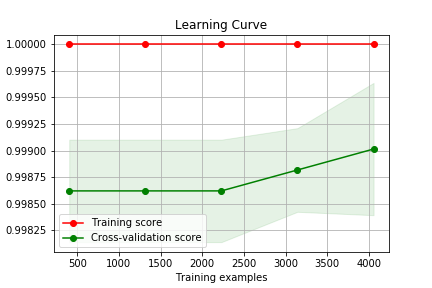 Learning Curve
1.00000
0.99975
0.99950
0.99925
0.99900
0.99875
0.99850
0.99825
Training score
Cross-validation score
500 1000 1500 2000 2500 3000 3500 4000
Training examples